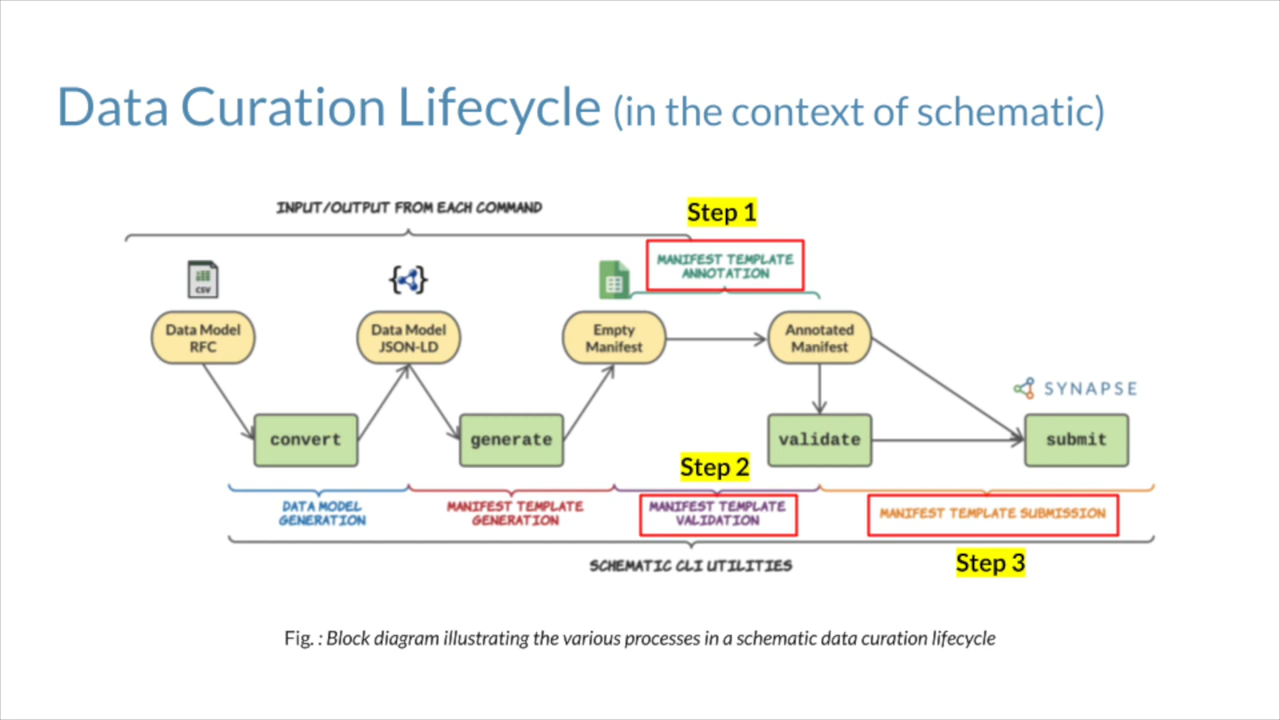 Data Curation Lifecycle (in the context of schematic)
INPUT/OUTPUT FROM EACH COMMAND
Step 1
MANIFEST TEMPLATE
ANNOTATION
CSV
Data Model
RFC
Data Model
JSON-LD
Empty
Manifest
Annotated
Manifest
SYNAPSE
convert
generate
validate
submit
Step 2
DATA MODEL
GENERATION
MANIFEST TEMPLATE
GENERATION
MANIFEST TEMPLATE
VALIDATION
MANIFEST TEMPLATE SUBMISSION
SCHEMATIC CLI UTILITIES
Step 3
Fig. : Block diagram illustrating the various processes in a schematic data curation lifecycle